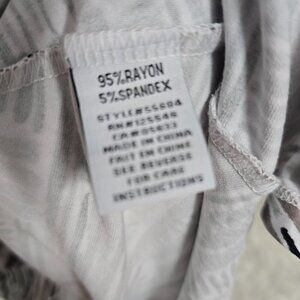 95%RAYON
5%SPANDEX
MADE IN CHINA
FAIT EN CHINE
SEE REVERSE
FOR CARE
INSTRUCTIONS